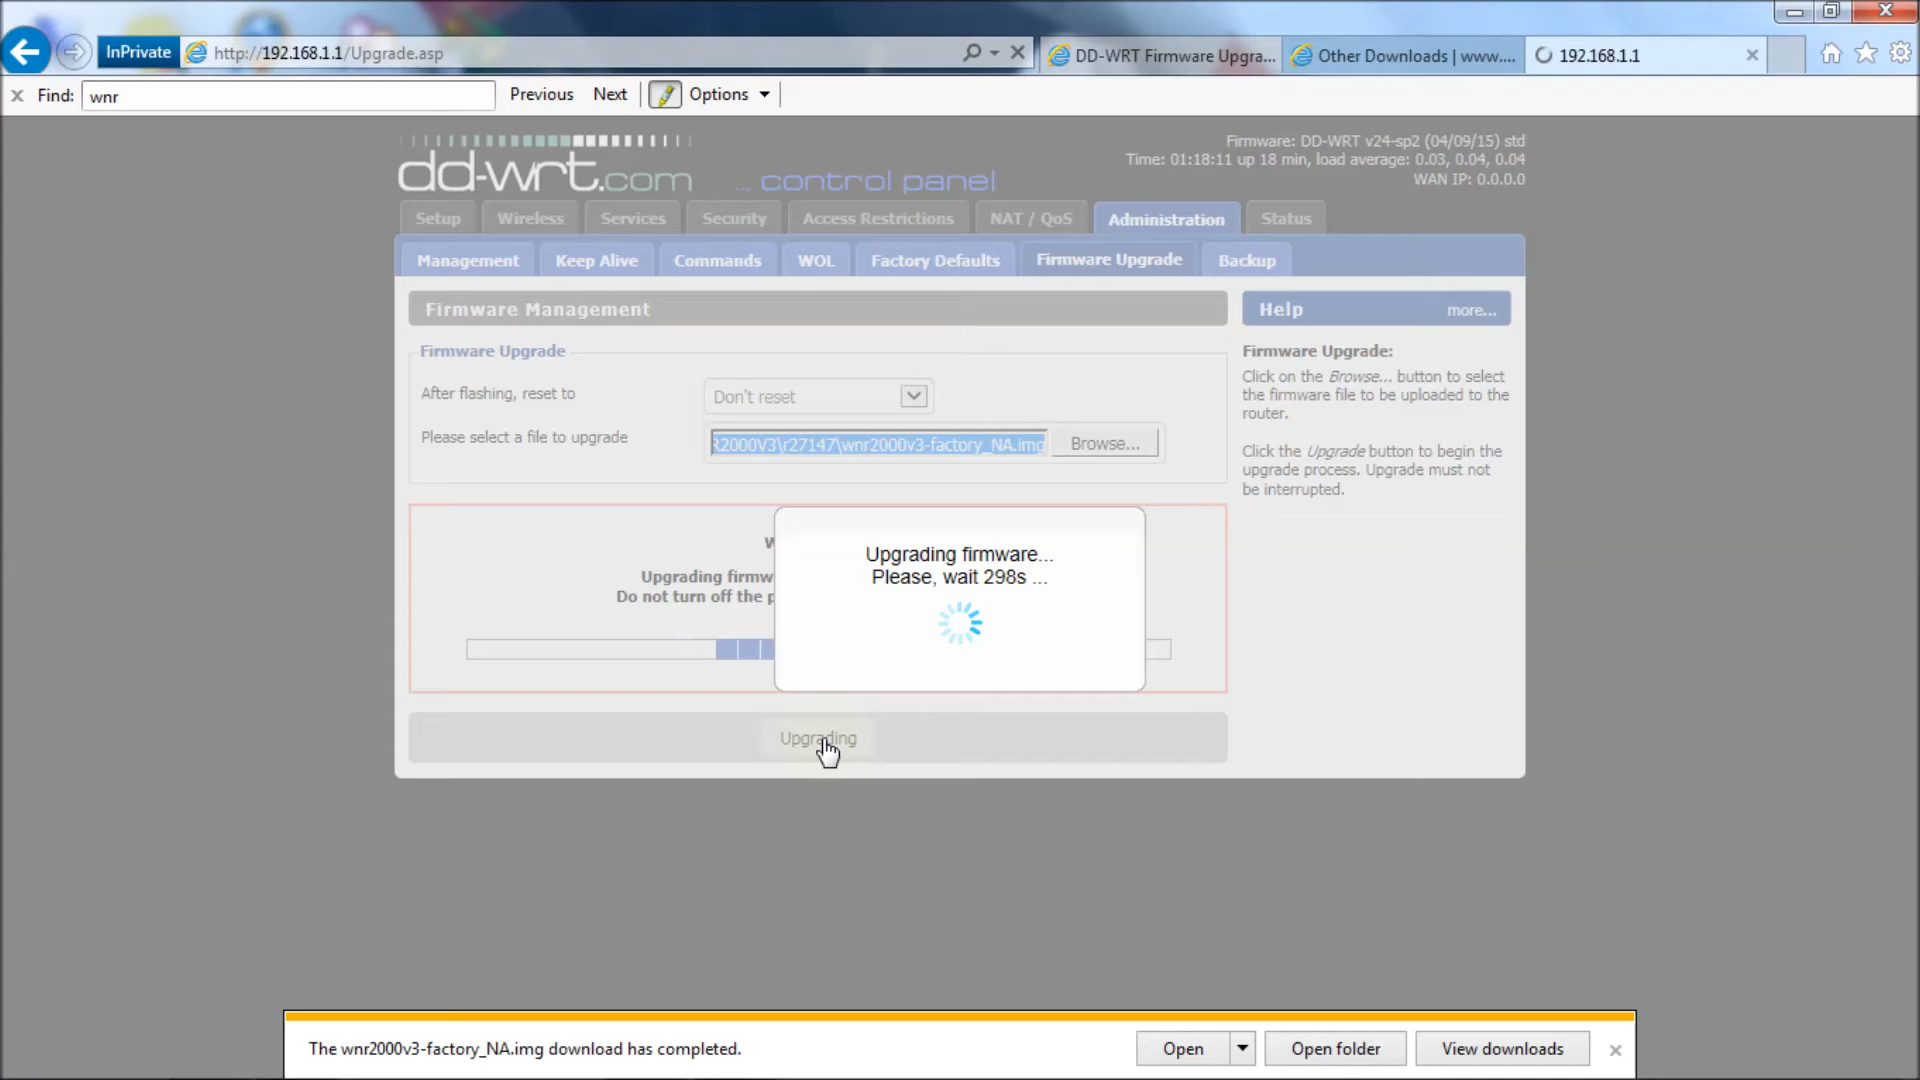 InPrivate
http://192.168.1.1/Upgrade.asp
DD-WRT Firmware Upgra...
Other Downloads | www....
192.168.1.1
Find:
wnr
Previous
Next
Options
dd-wrt.com
... control panel
Firmware: DD-WRT v24-sp2 (04/09/15) std
Time: 01:18:11 up 18 min, load average: 0.03, 0.04, 0.04
WAN IP: 0.0.0.0
Setup
Wireless
Services
Security
Access Restrictions
NAT / QoS
Administration
Status
Management
Keep Alive
Commands
WOL
Factory Defaults
Firmware Upgrade
Backup
Firmware Management
Help
more...
Firmware Upgrade
After flashing, reset to
Don't reset
Please select a file to upgrade
R2000V3\r27147\wnr2000v3-factory_NA.img
Browse...
Firmware Upgrade:
Click on the Browse... button to select
the firmware file to be uploaded to the
router.
Click the Upgrade button to begin the
upgrade process. Upgrade must not
be interrupted.
Upgrading firmw
Do not turn off the p
Upgrading firmware...
Please, wait 298s ...
Upgrading
The wnr2000v3-factory_NA.img download has completed.
Open
Open folder
View downloads